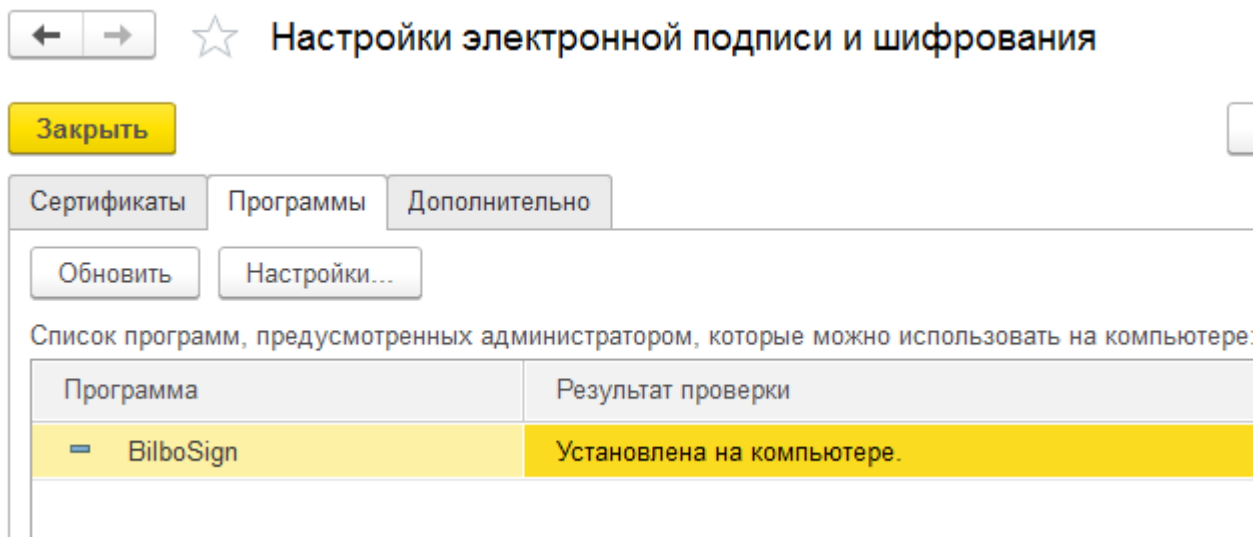 Настройки электронной подписи и шифрования
Закрыть
Сертификаты Программы Дополнительно
Обновить Настройки...
Список программ, предусмотренных администратором, которые можно использовать на компьютере:
Программа Результат проверки
BilboSign Установлена на компьютере.